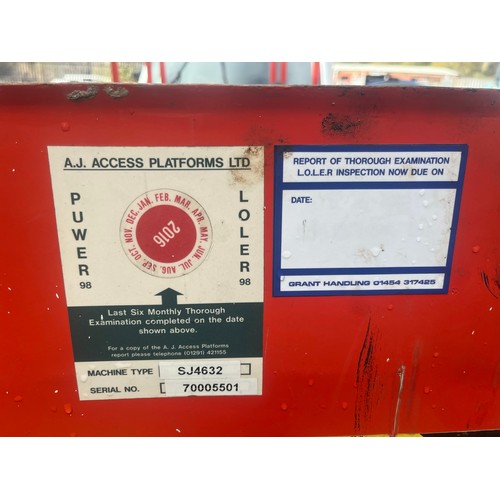 A.J. ACCESS PLATFORMS LTD
PUWER
98
JAN. FEB. MAR. APR. MAY. JUN. JUL. AUG. SEP. OCT. NOV. DEC.
2016
LOLER
98
Last Six Monthly Thorough
Examination completed on the date
shown above.
For a copy of the A. J. Access Platforms
report please telephone (01291) 421155
MACHINE TYPE SJ4632
SERIAL NO. 70005501
REPORT OF THOROUGH EXAMINATION
L.O.L.E.R INSPECTION NOW DUE ON
DATE:
GRANT HANDLING 01454 317425